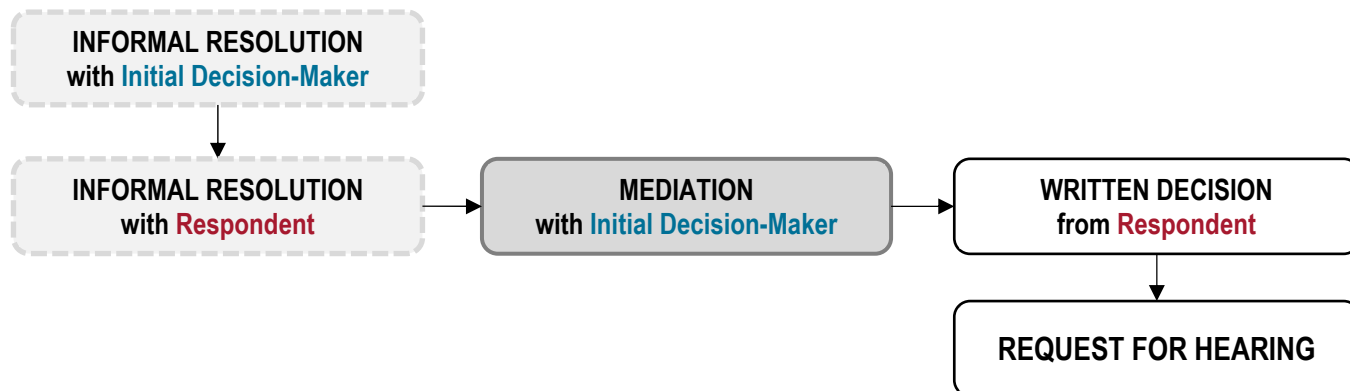 INFORMAL RESOLUTION
with Initial Decision-Maker
INFORMAL RESOLUTION
with Respondent
MEDIATION
with Initial Decision-Maker
WRITTEN DECISION
from Respondent
REQUEST FOR HEARING